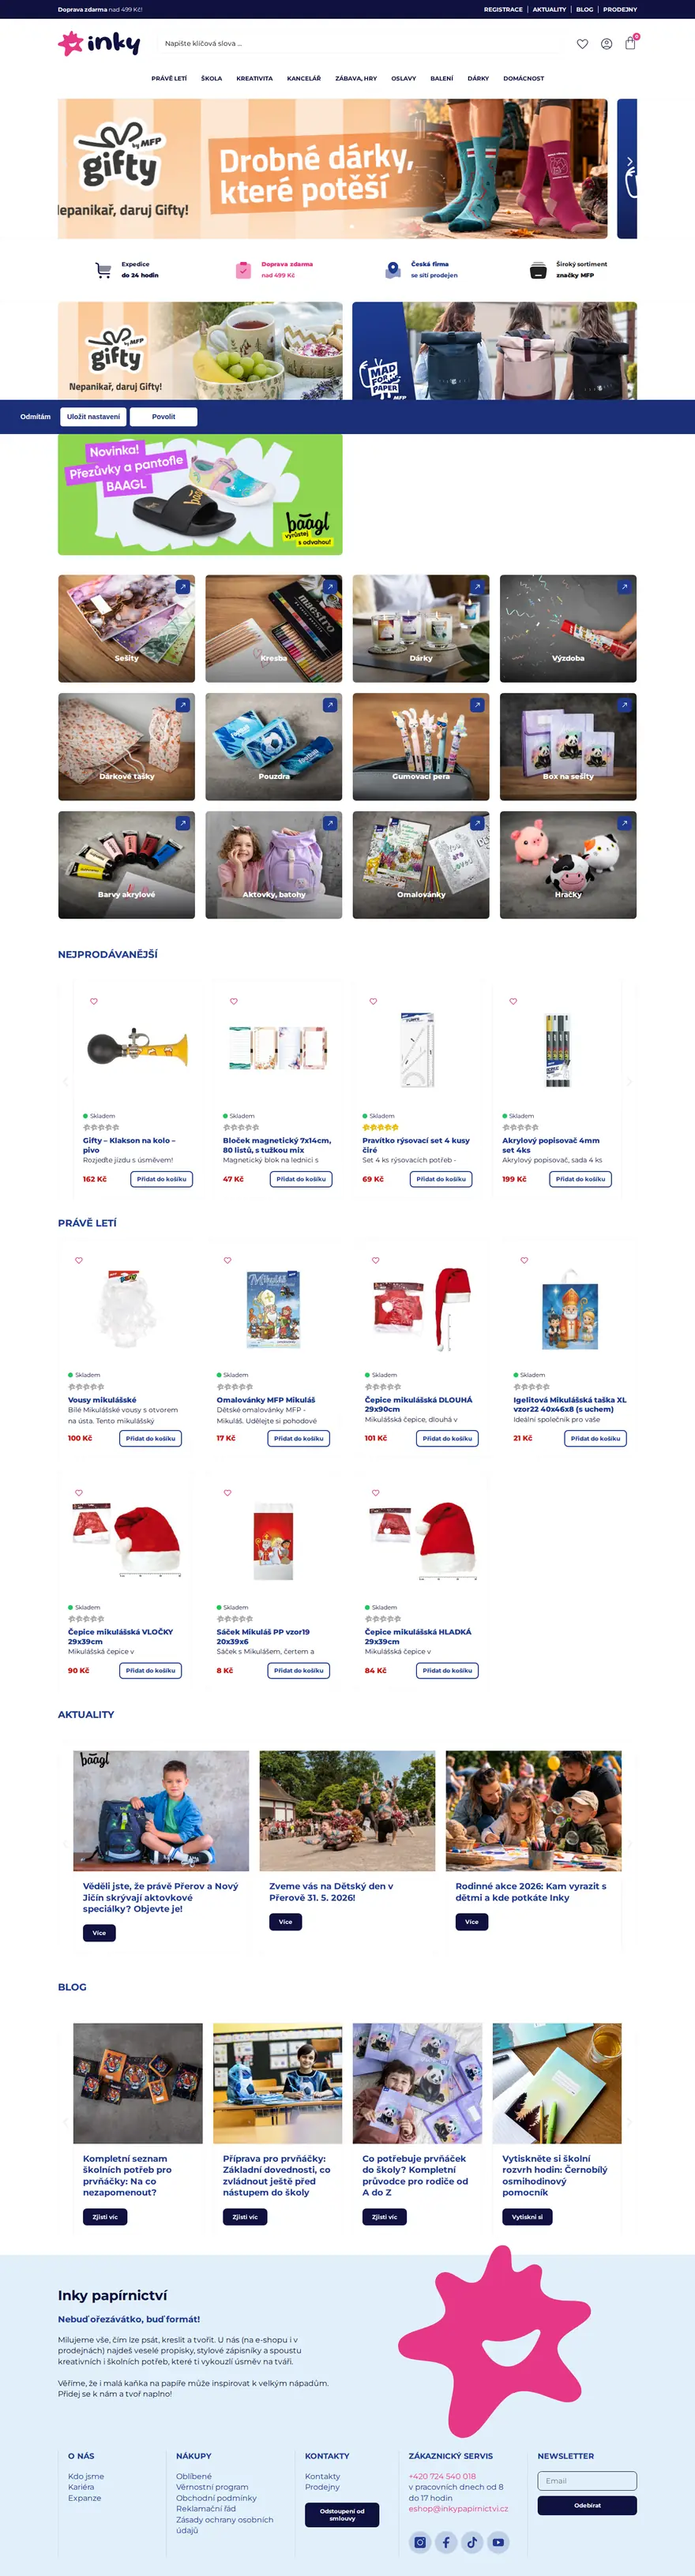 Doprava zdarma nad 499 Kč!
REGISTRACE
AKTUALITY
BLOG
PRODEJNY
inky
Napište klíčová slova ...
0
PRÁVĚ LETÍ
ŠKOLA
KREATIVITA
KANCELÁŘ
ZÁBAVA, HRY
OSLAVY
BALENÍ
DÁRKY
DOMÁCNOST
by MFP
gifty
Nepanikař, daruj Gifty!
Drobné dárky,
které potěší
Expedice
do 24 hodin
Doprava zdarma
nad 499 Kč
Česká firma
se sítí prodejen
Široký sortiment
značky MFP
by MFP
gifty
Nepanikař, daruj Gifty!
MAD
FOR
PAPER
MFP
Odmítám
Uložit nastavení
Povolit
Novinka!
Přezůvky a pantofle
BAAGL
baagl
vyrůstej
s odvahou!
Sešity
Kresba
Dárky
Výzdoba
Dárkové tašky
Pouzdra
Gumovací pera
Box na sešity
Barvy akrylové
Aktovky, batohy
Omalovánky
Hračky
NEJPRODÁVANĚJŠÍ
Skladem
Gifty – Klakson na kolo –
pivo
Rozjeďte jízdu s úsměvem!
162 Kč
Přidat do košíku
Skladem
Bloček magnetický 7x14cm,
80 listů, s tužkou mix
Magnetický blok na lednici s
47 Kč
Přidat do košíku
Skladem
Pravítko rýsovací set 4 kusy
čiré
Set 4 ks rýsovacích potřeb -
69 Kč
Přidat do košíku
Skladem
Akrylový popisovač 4mm
set 4ks
Akrylový popisovač, sada 4 ks
199 Kč
Přidat do košíku
PRÁVĚ LETÍ
Skladem
Vousy mikulášské
Bílé Mikulášské vousy s otvorem
na ústa. Tento mikulášský
100 Kč
Přidat do košíku
Skladem
Omalovánky MFP Mikuláš
Dětské omalovánky MFP -
Mikuláš. Udělejte si pohodové
17 Kč
Přidat do košíku
Skladem
Čepice mikulášská DLOUHÁ
29x90cm
Mikulášská čepice, dlouhá v
101 Kč
Přidat do košíku
Skladem
Igelitová Mikulášská taška XL
vzor22 40x46x8 (s uchem)
Ideální společník pro vaše
21 Kč
Přidat do košíku
Skladem
Čepice mikulášská VLOČKY
29x39cm
Mikulášská čepice v
90 Kč
Přidat do košíku
Skladem
Sáček Mikuláš PP vzor19
20x39x6
Sáček s Mikulášem, čertem a
8 Kč
Přidat do košíku
Skladem
Čepice mikulášská HLADKÁ
29x39cm
Mikulášská čepice v
84 Kč
Přidat do košíku
AKTUALITY
baagl
Věděli jste, že právě Přerov a Nový
Jičín skrývají aktovkové
speciálky? Objevte je!
Více
Zveme vás na Dětský den v
Přerově 31. 5. 2026!
Více
Rodinné akce 2026: Kam vyrazit s
dětmi a kde potkáte Inky
Více
BLOG
Kompletní seznam
školních potřeb pro
prvňáčky: Na co
nezapomenout?
Zjistí víc
Příprava pro prvňáčky:
Základní dovednosti, co
zvládnout ještě před
nástupem do školy
Zjistí víc
Co potřebuje prvňáček
do školy? Kompletní
průvodce pro rodiče od
A do Z
Zjistí víc
Vytiskněte si školní
rozvrh hodin: Černobílý
osmihodinový
pomocník
Vytiskni si
Inky papírnictví
Nebuď ořezávátko, buď formát!
Milujeme vše, čím lze psát, kreslit a tvořit. U nás (na e-shopu i v
prodejnách) najdeš veselé propisky, stylové zápisníky a spoustu
kreativních i školních potřeb, které ti vykouzlí úsměv na tváři.
Věříme, že i malá kaňka na papíře může inspirovat k velkým nápadům.
Přidej se k nám a tvoř naplno!
O NÁS
Kdo jsme
Kariéra
Expanze
NÁKUPY
Oblíbené
Věrnostní program
Obchodní podmínky
Reklamační řád
Zásady ochrany osobních
údajů
KONTAKTY
Kontakty
Prodejny
Odstoupení od
smlouvy
ZÁKAZNICKÝ SERVIS
+420 724 540 018
v pracovních dnech od 8
do 17 hodin
eshop@inkypapirnictvi.cz
NEWSLETTER
Email
Odebírat